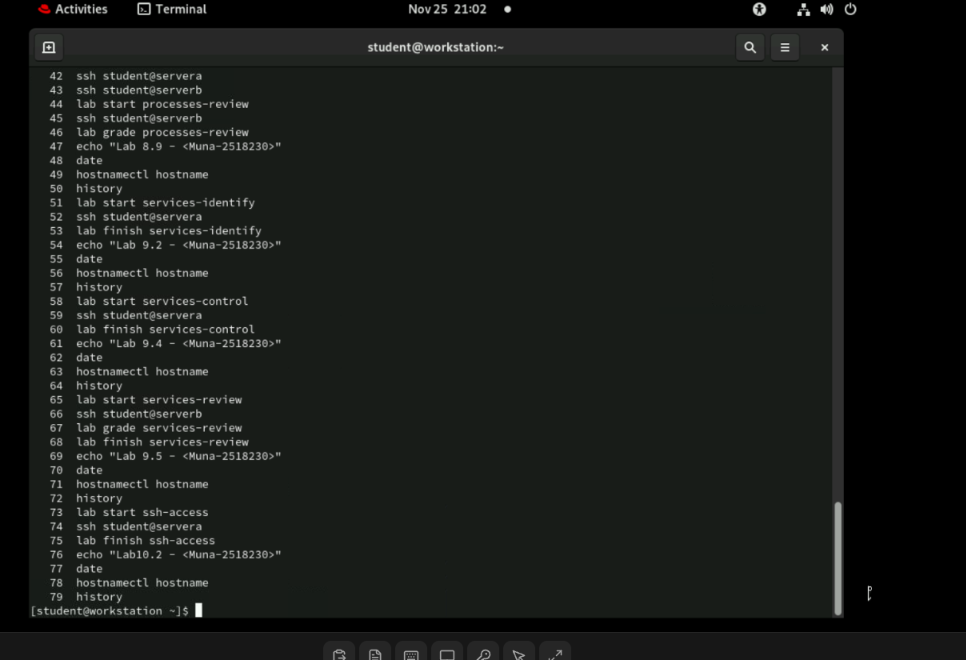 Activities Terminal Nov 25 21:02
student@workstation:~
42 ssh student@servera
43 ssh student@serverb
44 lab start processes-review
45 ssh student@serverb
46 lab grade processes-review
47 echo "Lab 8.9 - <Muna-2518230>"
48 date
49 hostnamectl hostname
50 history
51 lab start services-identify
52 ssh student@servera
53 lab finish services-identify
54 echo "Lab 9.2 - <Muna-2518230>"
55 date
56 hostnamectl hostname
57 history
58 lab start services-control
59 ssh student@servera
60 lab finish services-control
61 echo "Lab 9.4 - <Muna-2518230>"
62 date
63 hostnamectl hostname
64 history
65 lab start services-review
66 ssh student@serverb
67 lab grade services-review
68 lab finish services-review
69 echo "Lab 9.5 - <Muna-2518230>"
70 date
71 hostnamectl hostname
72 history
73 lab start ssh-access
74 ssh student@servera
75 lab finish ssh-access
76 echo "Lab10.2 - <Muna-2518230>"
77 date
78 hostnamectl hostname
79 history
[student@workstation ~]$